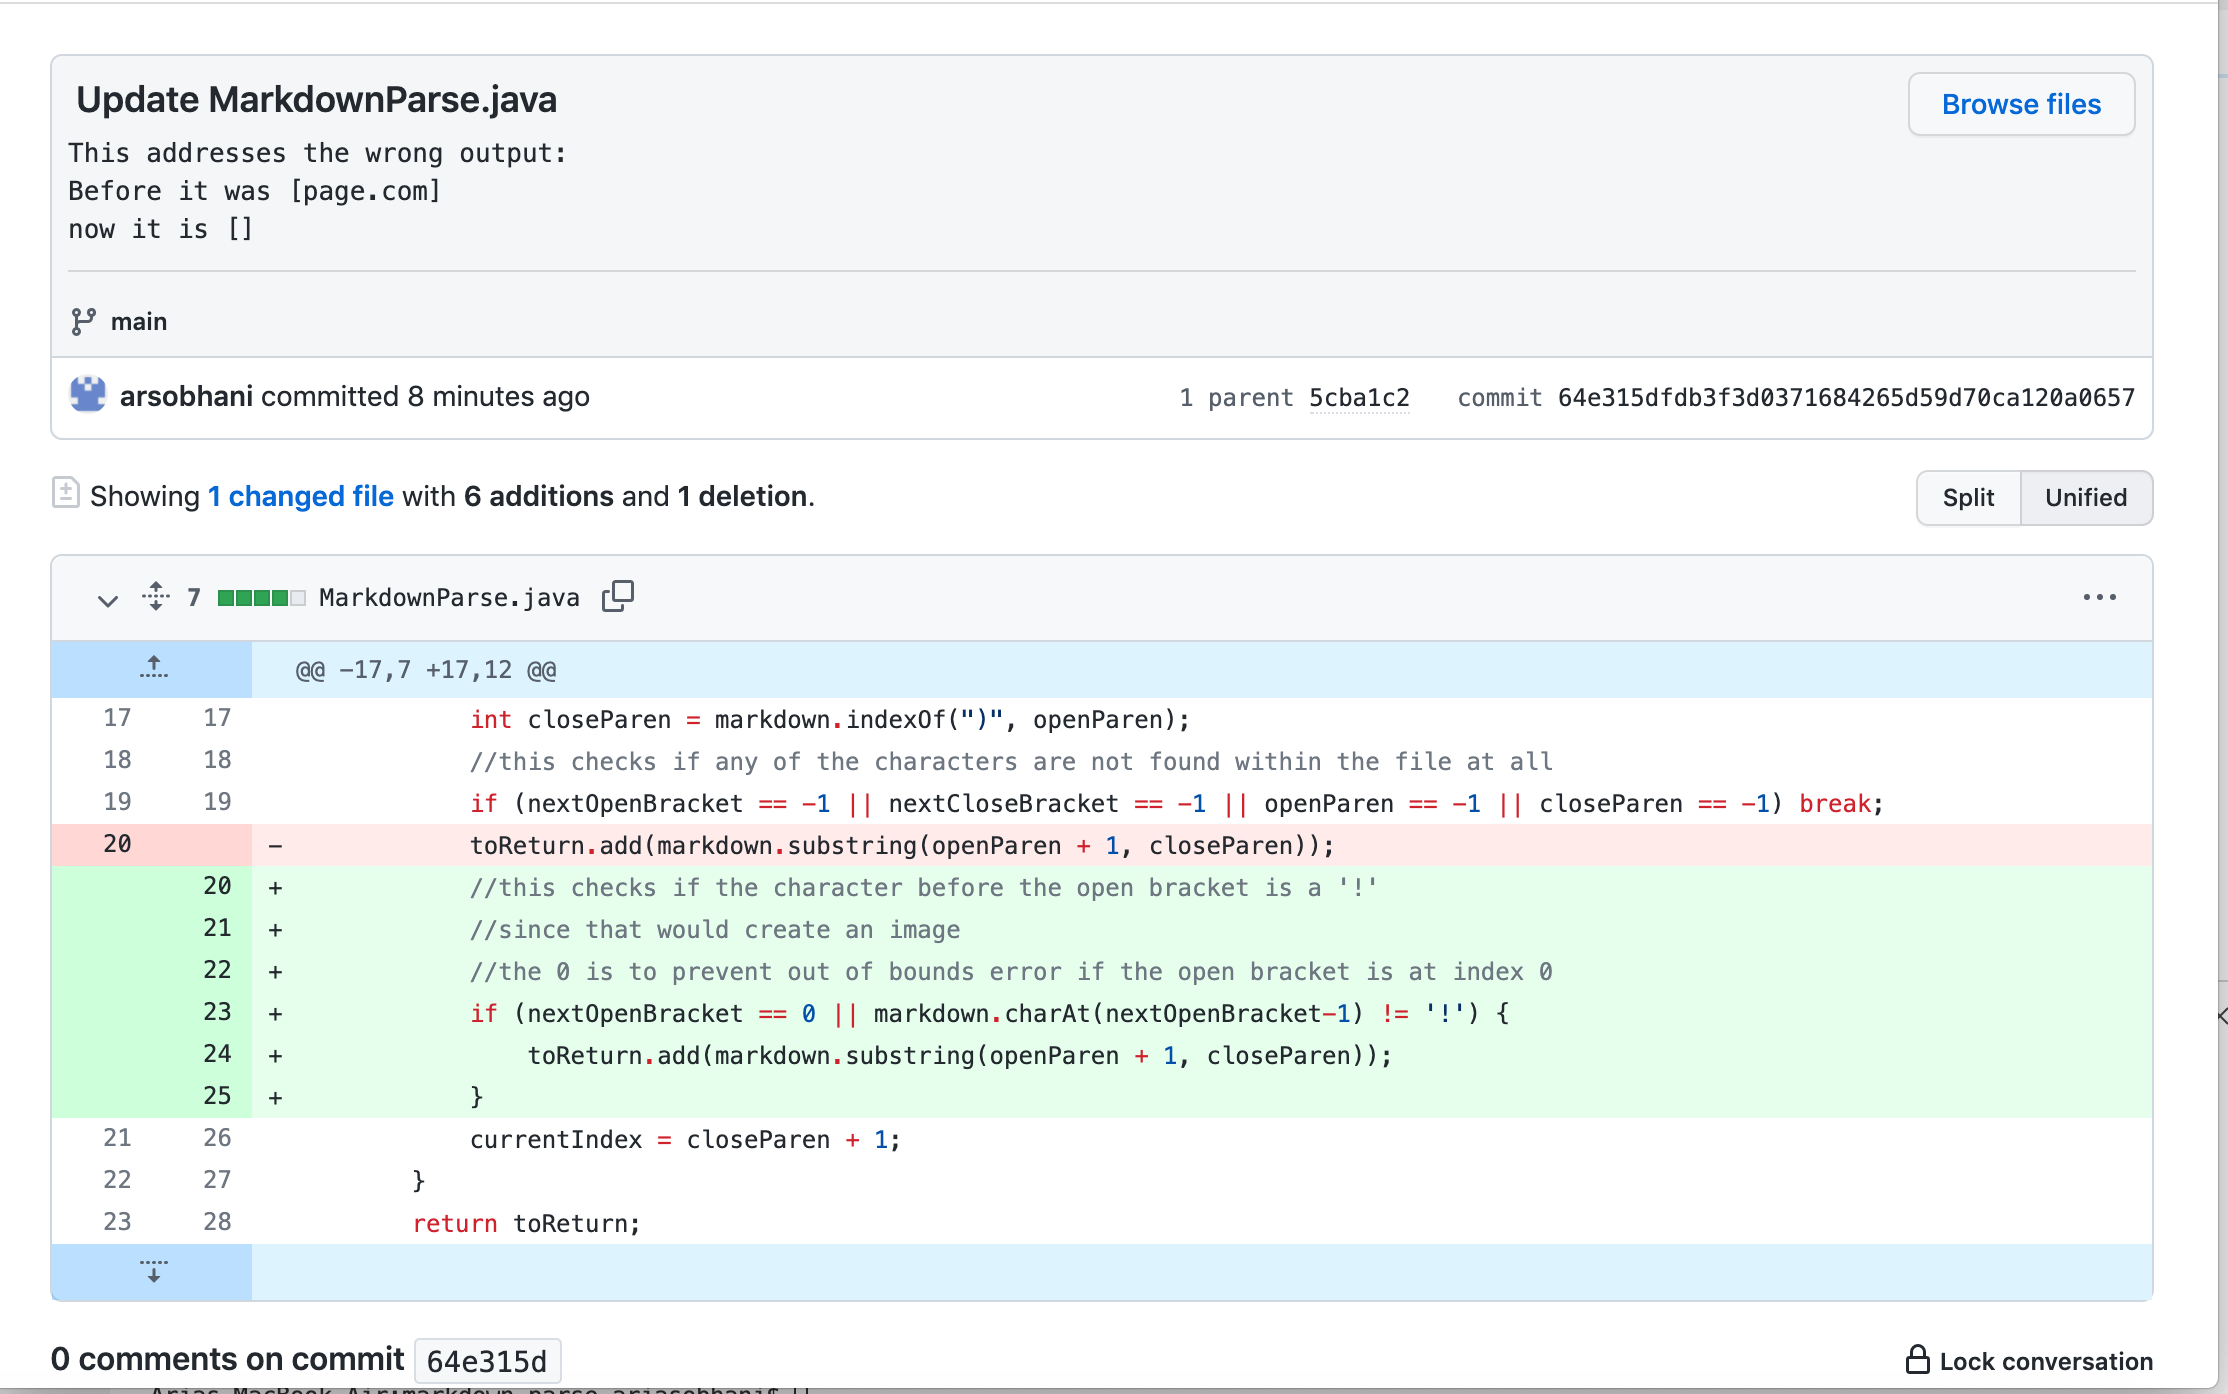 Update MarkdownParse.java
Browse files
This addresses the wrong output:
Before it was [page.com]
now it is []
main
arsobhani committed 8 minutes ago
1 parent 5cba1c2 commit 64e315dfdb3f3d0371684265d59d70ca120a0657
Showing 1 changed file with 6 additions and 1 deletion.
Split Unified
7 MarkdownParse.java
@@ -17,7 +17,12 @@
17 17 int closeParen = markdown.indexOf(")", openParen);
18 18 //this checks if any of the characters are not found within the file at all
19 19 if (nextOpenBracket == -1 || nextCloseBracket == -1 || openParen == -1 || closeParen == -1) break;
20 - toReturn.add(markdown.substring(openParen + 1, closeParen));
20 + //this checks if the character before the open bracket is a '!'
21 + //since that would create an image
22 + //the 0 is to prevent out of bounds error if the open bracket is at index 0
23 + if (nextOpenBracket == 0 || markdown.charAt(nextOpenBracket-1) != '!') {
24 + toReturn.add(markdown.substring(openParen + 1, closeParen));
25 + }
21 26 currentIndex = closeParen + 1;
22 27 }
23 28 return toReturn;
0 comments on commit 64e315d
Lock conversation
Arias-MacBook-Air:markdown-parse ariasobhani$